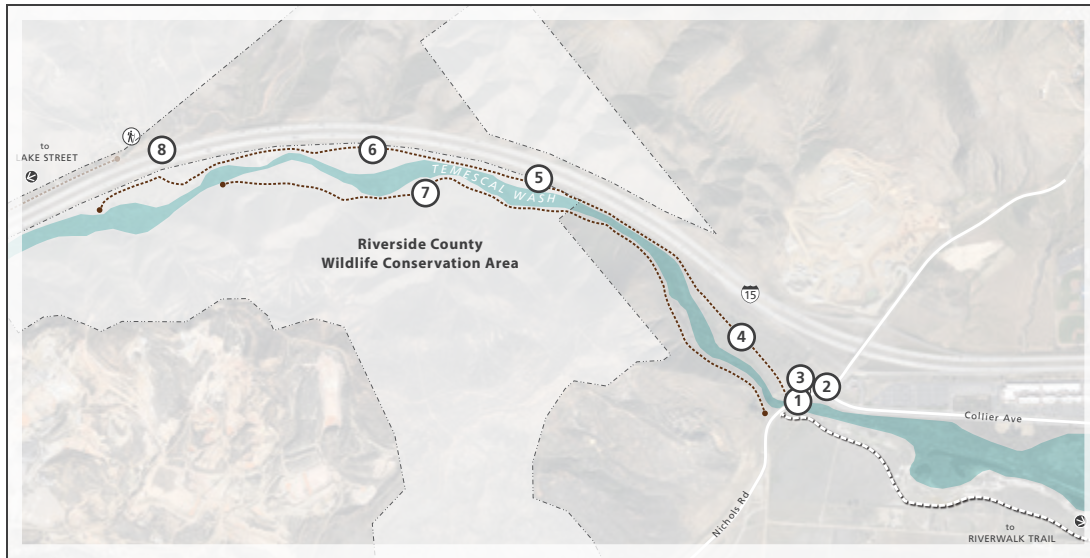 to
LAKE STREET
8
6
5
7
TEMESCAL WASH
Riverside County
Wildlife Conservation Area
15
4
3
2
1
Collier Ave
Nichols Rd
to
RIVERWALK TRAIL